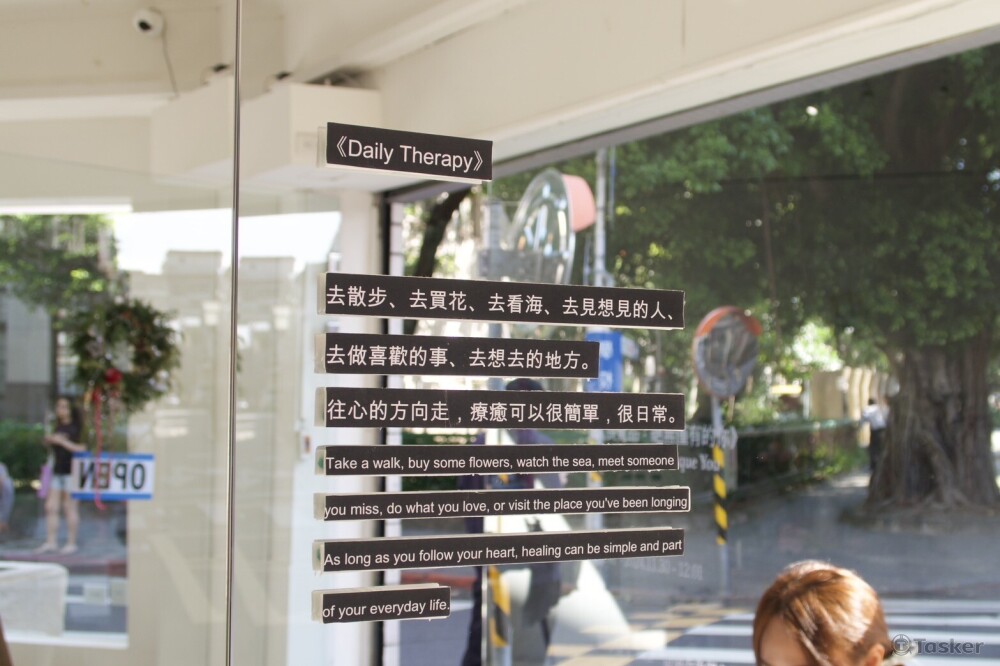 《Daily Therapy》
去散步、去買花、去看海、去見想見的人、
去做喜歡的事、去想去的地方。
往心的方向走，療癒可以很簡單，很日常。
Take a walk, buy some flowers, watch the sea, meet someone
you miss, do what you love, or visit the place you've been longing
As long as you follow your heart, healing can be simple and part
of your everyday life.
OPEN
Tasker